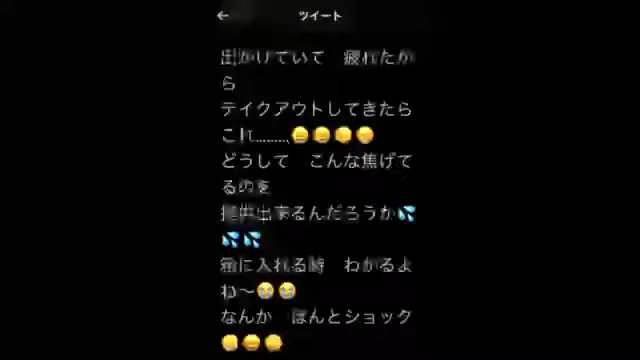 ツイート
出かけていて 疲れたか
ら
テイクアウトしてきたら
これ.........
どうして こんな焦げて
るのを
提供出来るんだろうか💦
💦💦
箱に入れる時 わかるよ
ね〜😭😭
なんか ほんとショック